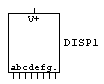 V+
DISP1
abcdefg.